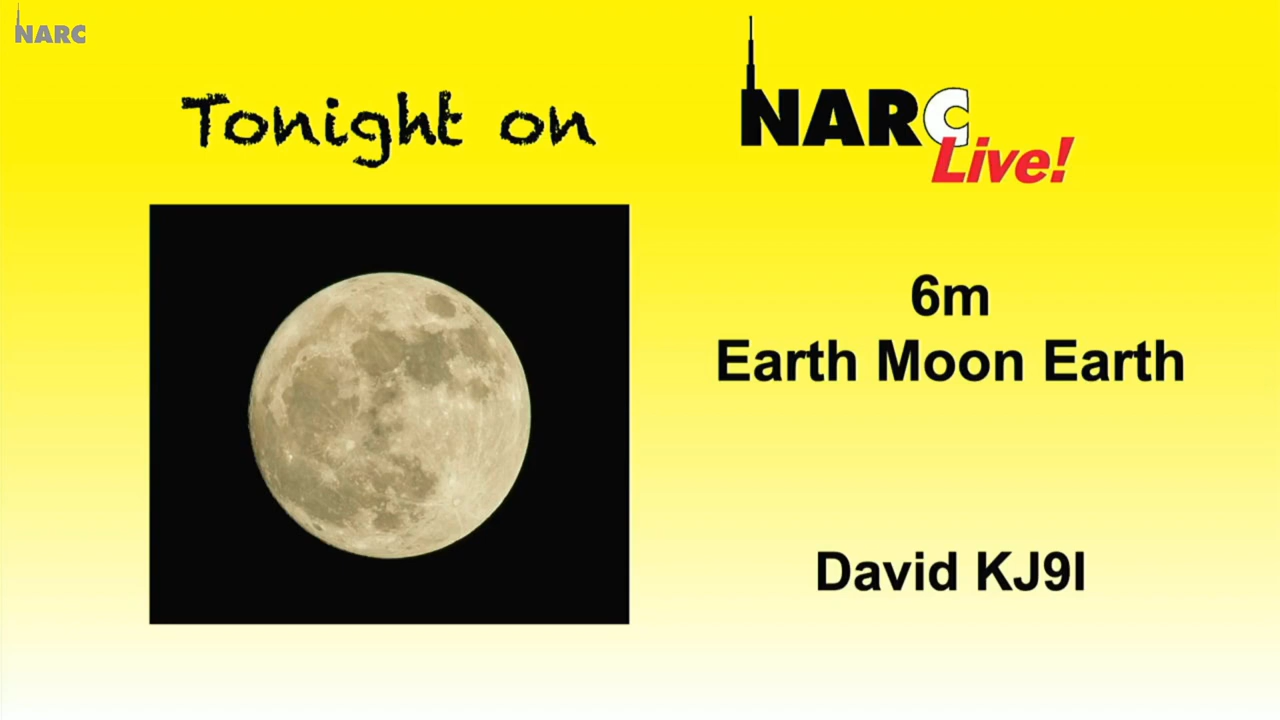 NARC
Tonight on
NARC
Live!
6m
Earth Moon Earth
David KJ9I